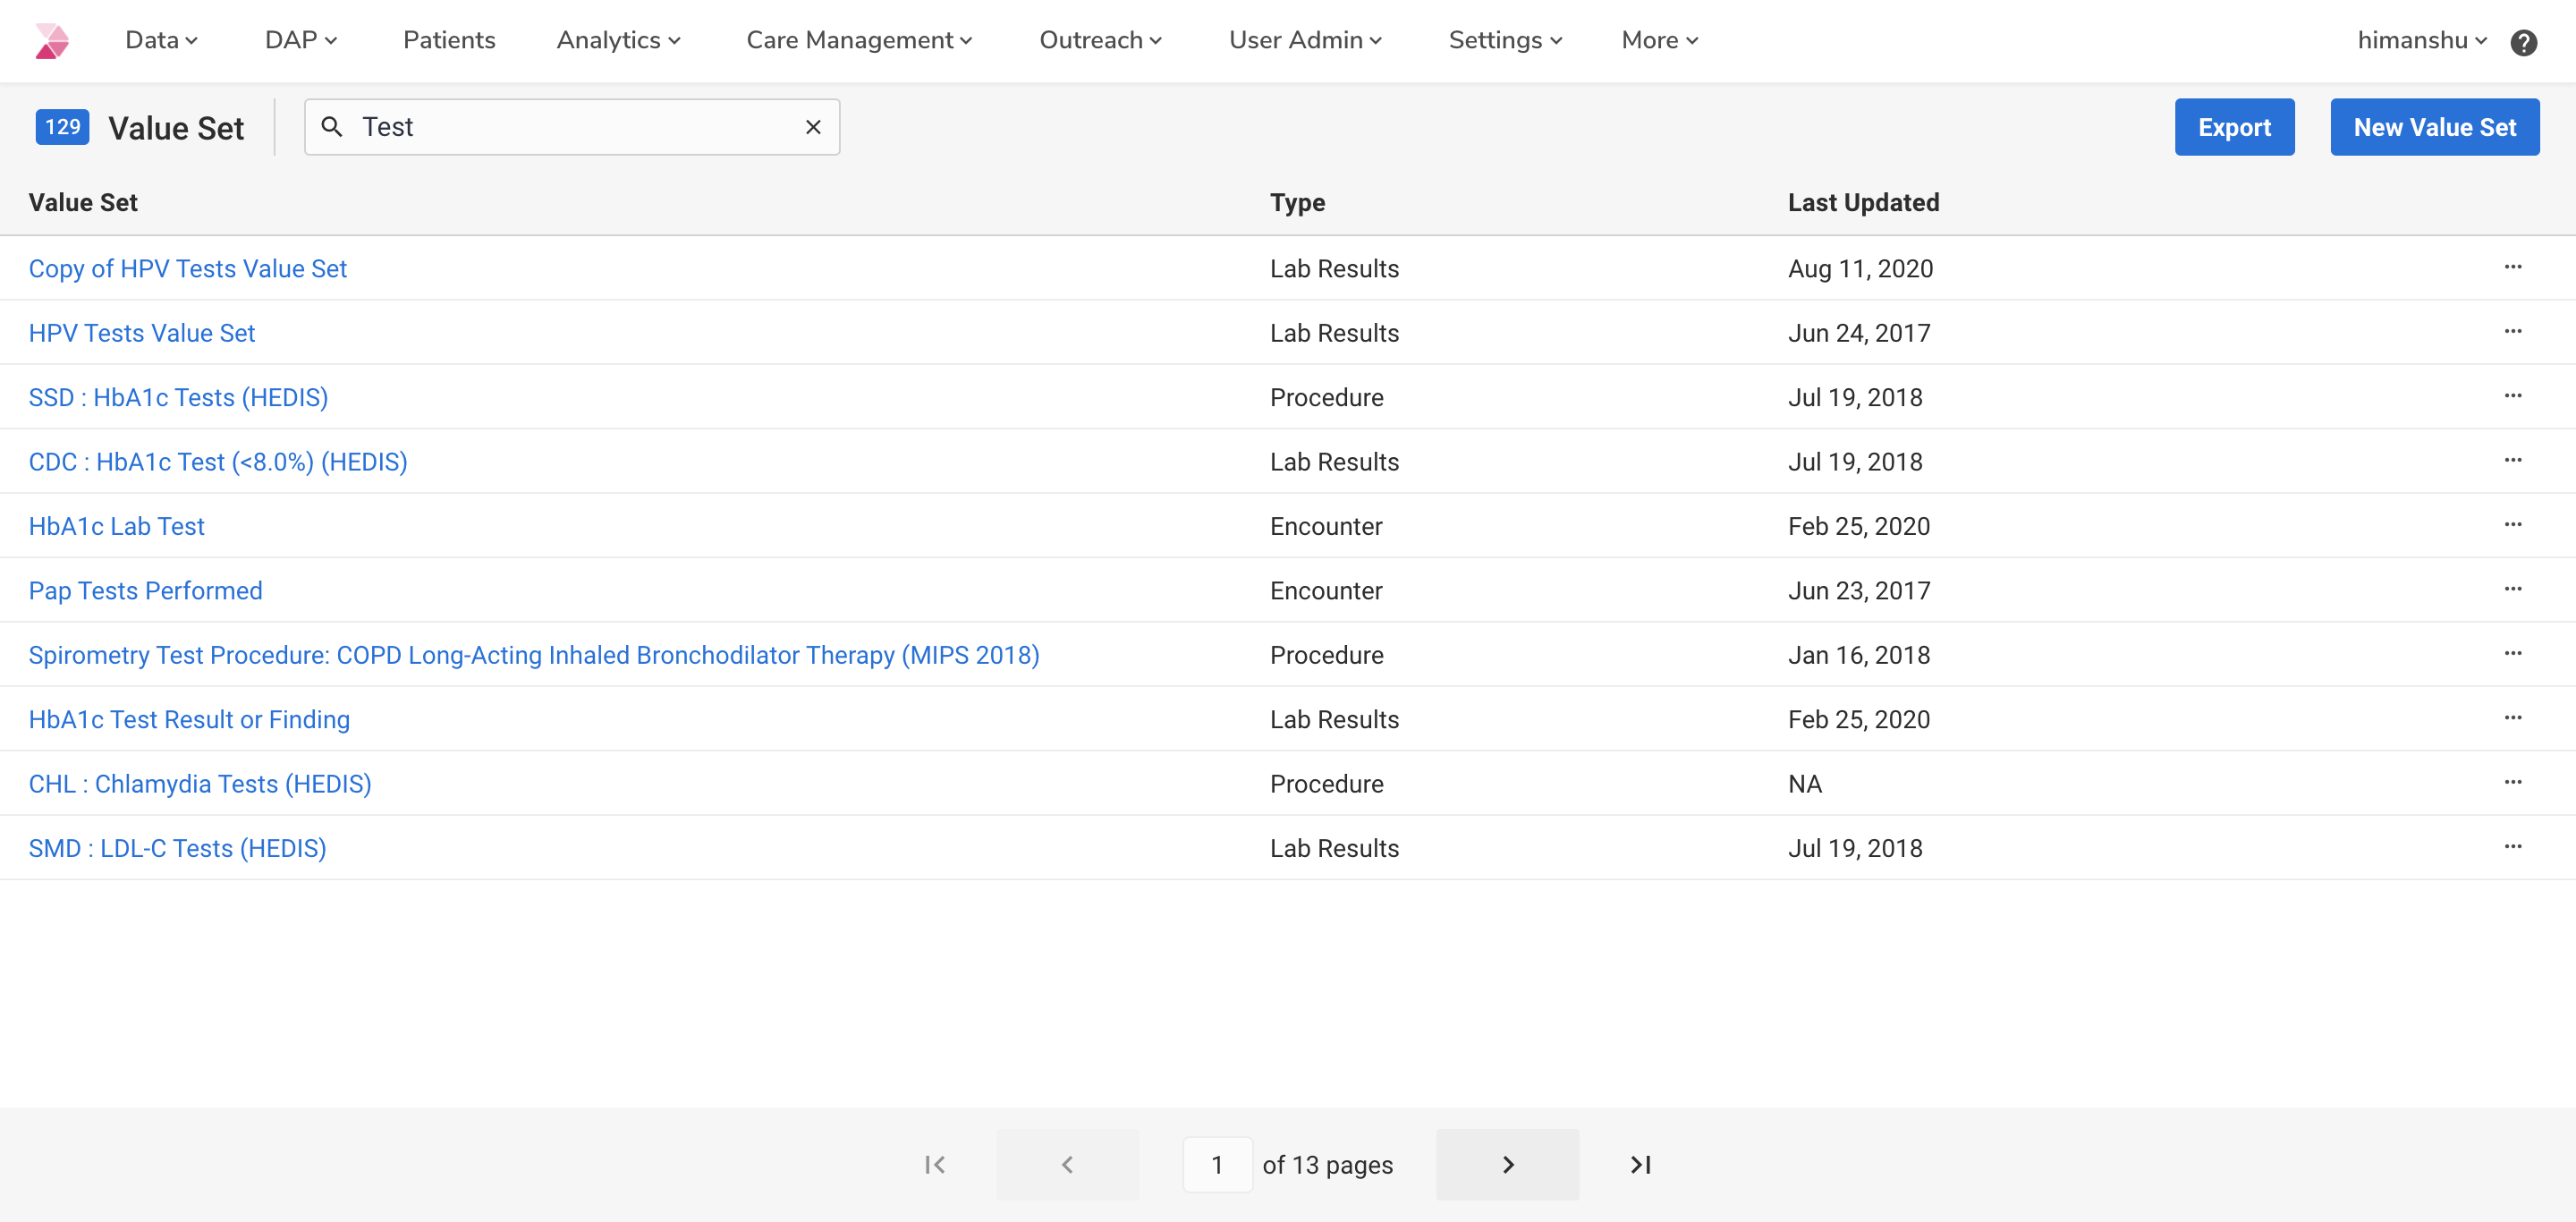 Data DAP Patients Analytics Care Management Outreach User Admin Settings More himanshu ?
129 Value Set Test Export New Value Set
Value Set Type Last Updated
Copy of HPV Tests Value Set Lab Results Aug 11, 2020 ...
HPV Tests Value Set Lab Results Jun 24, 2017 ...
SSD : HbA1c Tests (HEDIS) Procedure Jul 19, 2018 ...
CDC : HbA1c Test (<8.0%) (HEDIS) Lab Results Jul 19, 2018 ...
HbA1c Lab Test Encounter Feb 25, 2020 ...
Pap Tests Performed Encounter Jun 23, 2017 ...
Spirometry Test Procedure: COPD Long-Acting Inhaled Bronchodilator Therapy (MIPS 2018) Procedure Jan 16, 2018 ...
HbA1c Test Result or Finding Lab Results Feb 25, 2020 ...
CHL : Chlamydia Tests (HEDIS) Procedure NA ...
SMD : LDL-C Tests (HEDIS) Lab Results Jul 19, 2018 ...
1 of 13 pages